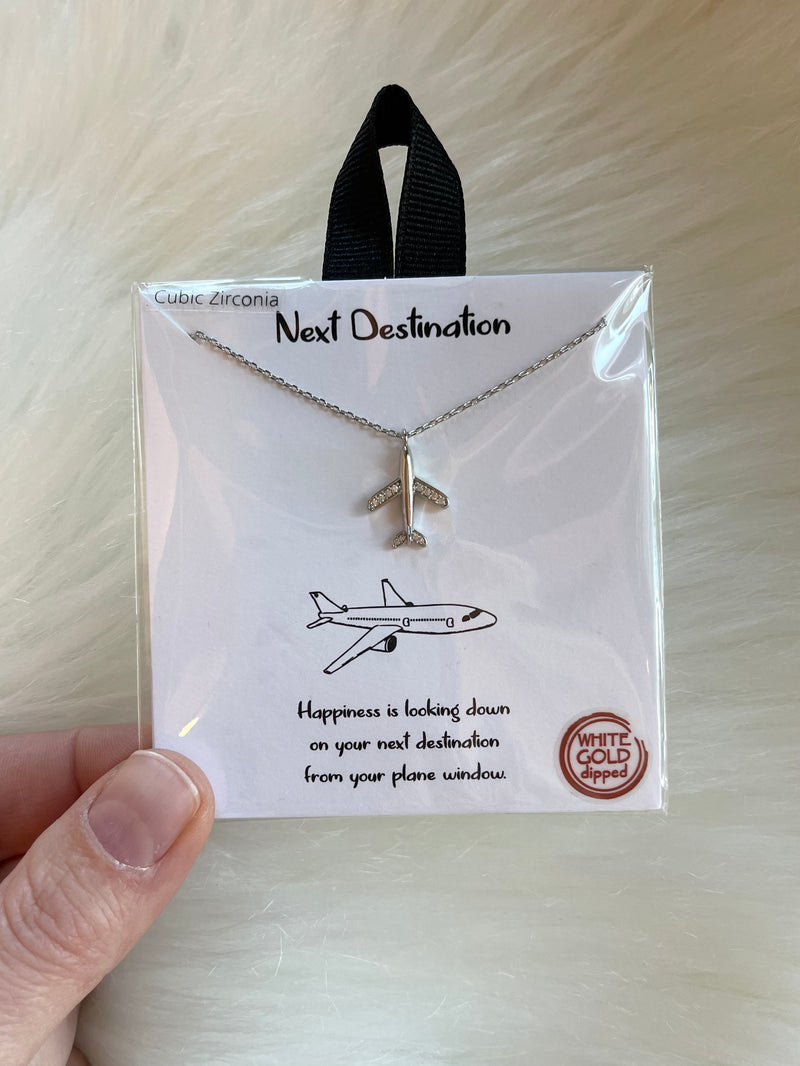 Cubic Zirconia
Next Destination
Happiness is looking down
on your next destination
from your plane window.
WHITE
GOLD
dipped